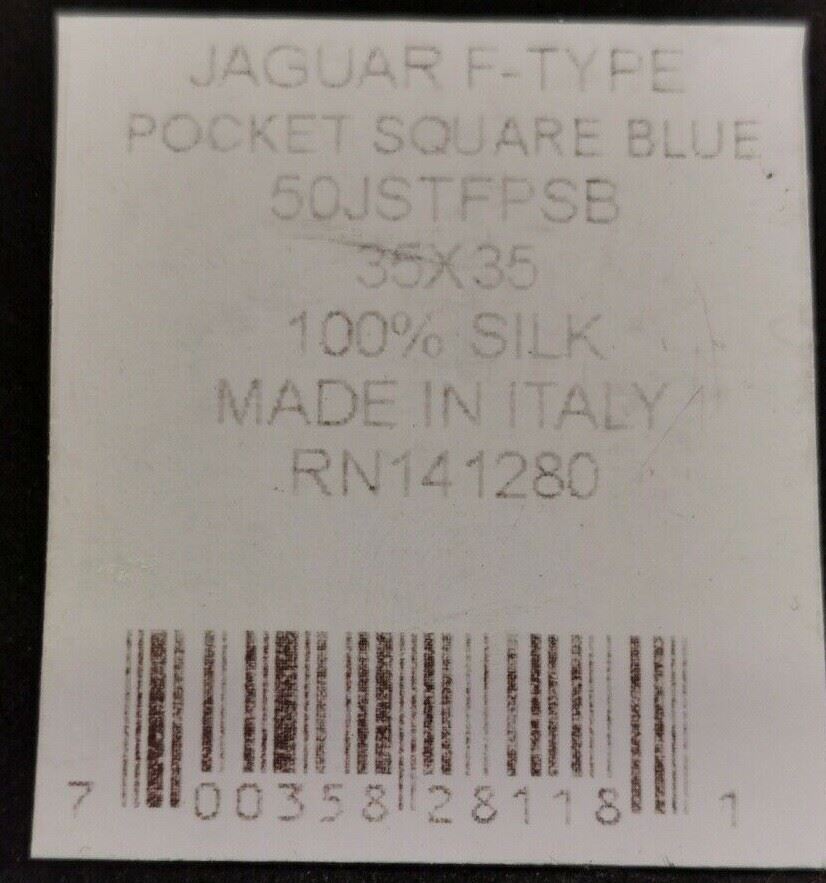 JAGUAR F-TYPE
POCKET SQUARE BLUE
50JSTFPSB
35X35
100% SILK
MADE IN ITALY
RN141280
7 00358 28118 1